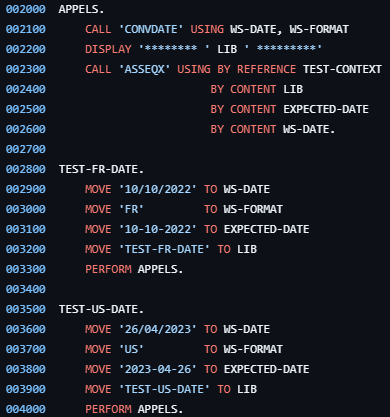 002000 APPELS.
002100     CALL 'CONVDATE' USING WS-DATE, WS-FORMAT
002200     DISPLAY '******** ' LIB ' *********'
002300     CALL 'ASSEQX' USING BY REFERENCE TEST-CONTEXT
002400                         BY CONTENT LIB
002500                         BY CONTENT EXPECTED-DATE
002600                         BY CONTENT WS-DATE.
002700
002800 TEST-FR-DATE.
002900     MOVE '10/10/2022' TO WS-DATE
003000     MOVE 'FR'         TO WS-FORMAT
003100     MOVE '10-10-2022' TO EXPECTED-DATE
003200     MOVE 'TEST-FR-DATE' TO LIB
003300     PERFORM APPELS.
003400
003500 TEST-US-DATE.
003600     MOVE '26/04/2023' TO WS-DATE
003700     MOVE 'US'         TO WS-FORMAT
003800     MOVE '2023-04-26' TO EXPECTED-DATE
003900     MOVE 'TEST-US-DATE' TO LIB
004000     PERFORM APPELS.